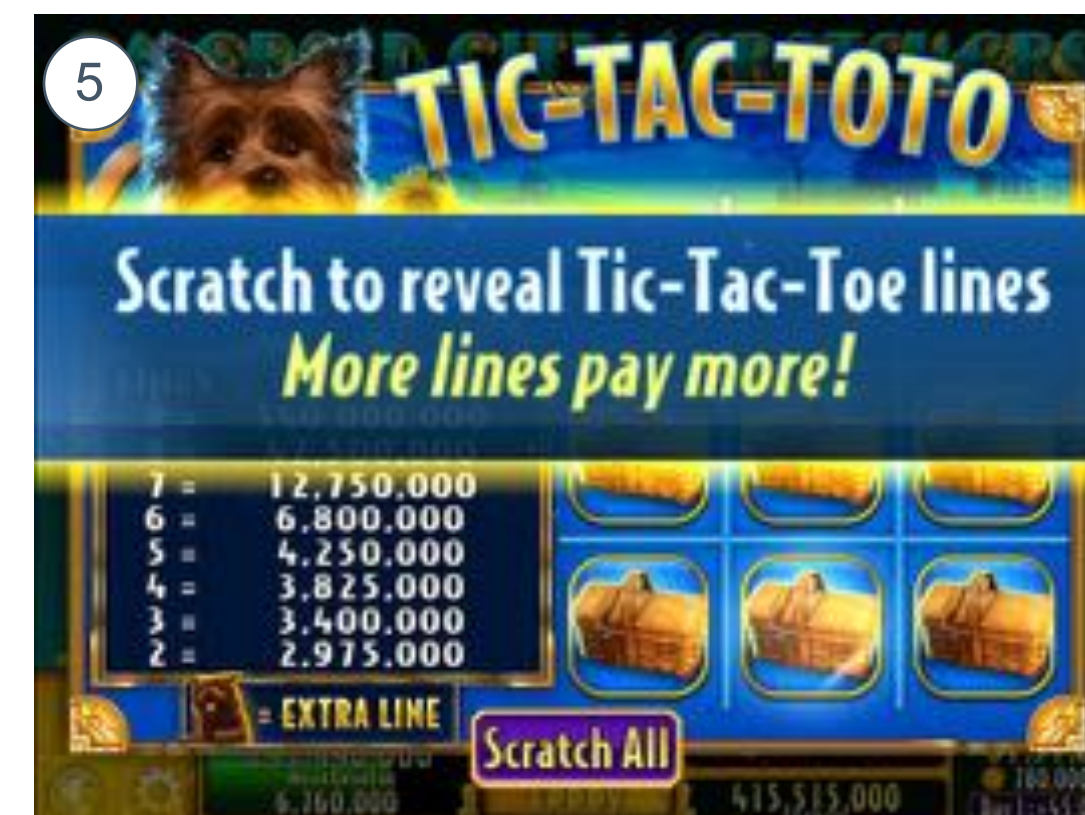 5
TIC-TAC-TOTO
Scratch to reveal Tic-Tac-Toe lines
More lines pay more!
7 = 12,750,000
6 = 6,800,000
5 = 4,250,000
4 = 3,825,000
3 = 3,400,000
2 = 2,975,000
= EXTRA LINE
Scratch All
6,760,000
415,515,000